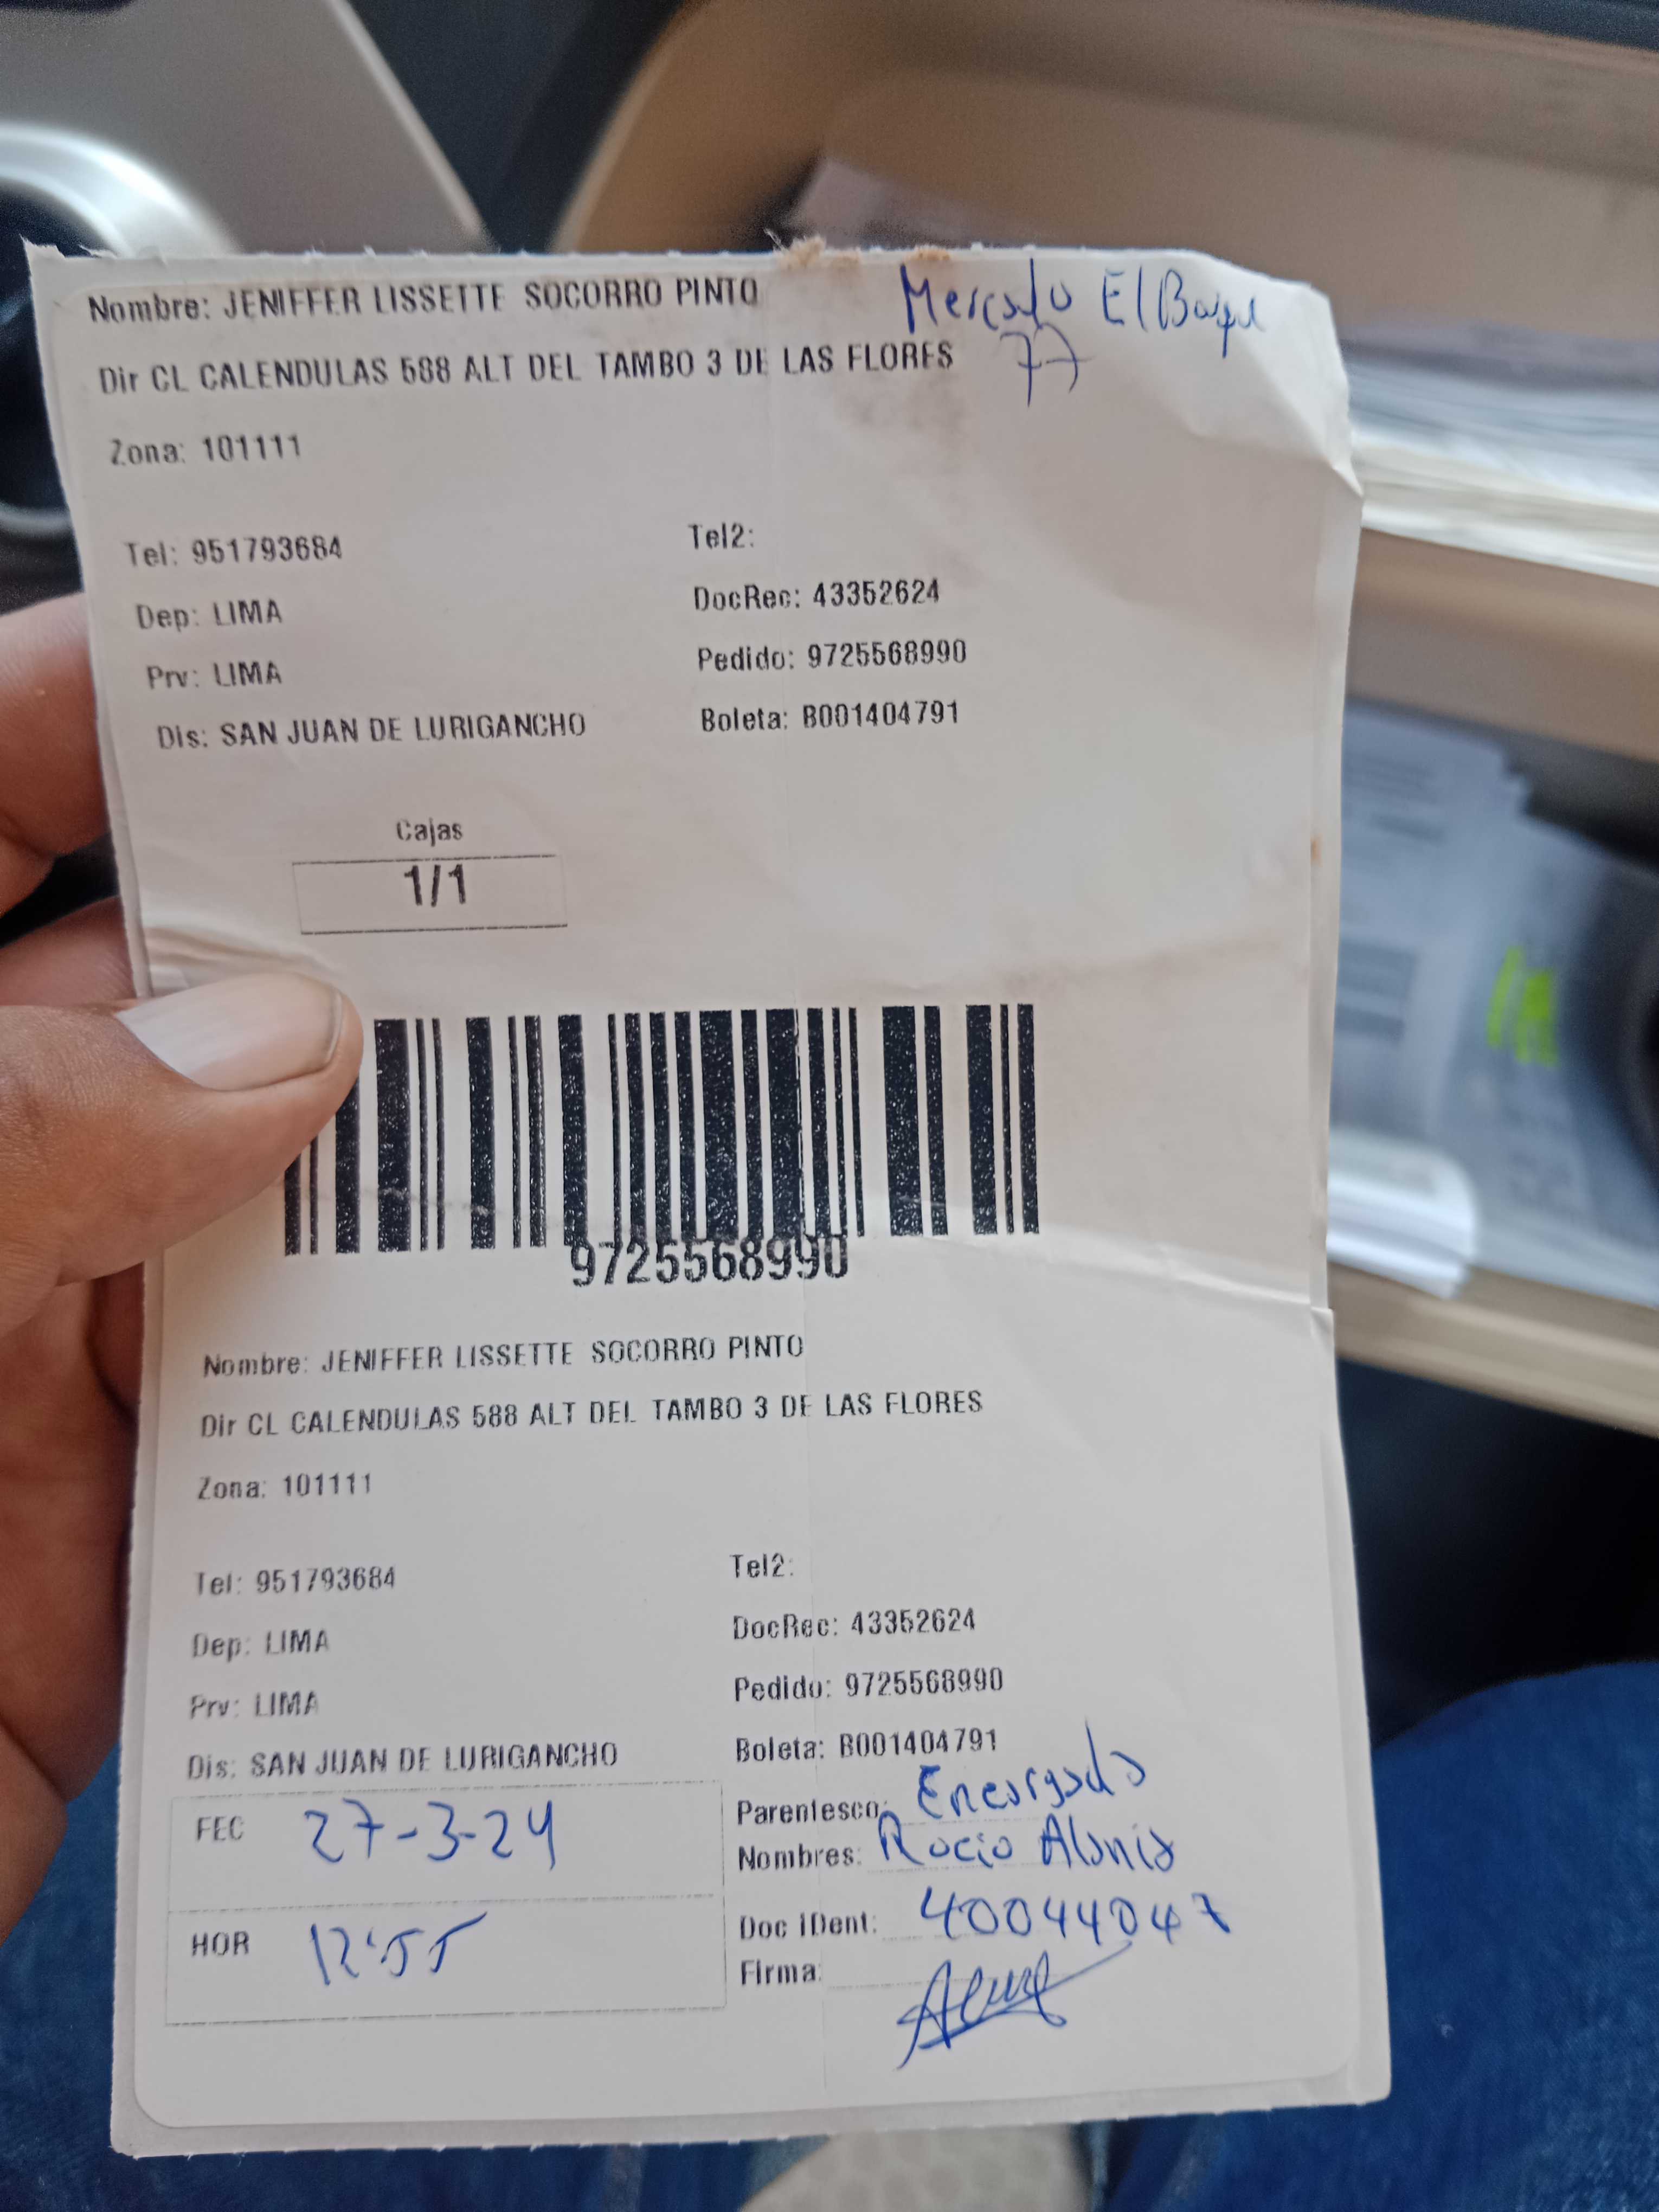 Nombre: JENIFFER LISSETTE SOCORRO PINTO
Mercado El Bosque
Dir CL CALENDULAS 588 ALT DEL TAMBO 3 DE LAS FLORES
77
Zona: 101111
Tel: 951793684
Tel2:
Dep: LIMA
DocRec: 43352624
Prv: LIMA
Pedido: 9725568990
Dis: SAN JUAN DE LURIGANCHO
Boleta: B001404791
Cajas
1/1
9725568990
Nombre: JENIFFER LISSETTE SOCORRO PINTO
Dir CL CALENDULAS 588 ALT DEL TAMBO 3 DE LAS FLORES
Zona: 101111
Tel: 951793684
Tel2:
Dep: LIMA
DocRec: 43352624
Prv: LIMA
Pedido: 9725568990
Dis: SAN JUAN DE LURIGANCHO
Boleta: B001404791
FEC 27-3-24
Parentesco: Encargado
Nombres: Rocio Alanis
HOR 12:55
Doc IDent: 40044047
Firma: